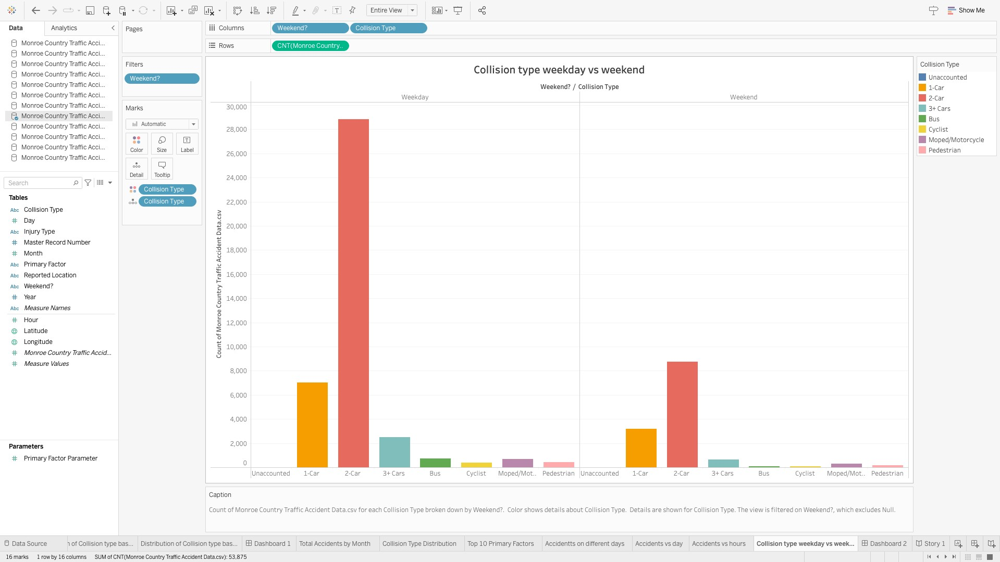 Entire View
Show Me
Data
Analytics
Monroe Country Traffic Acci...
Monroe Country Traffic Acci...
Monroe Country Traffic Acci...
Monroe Country Traffic Acci...
Monroe Country Traffic Acci...
Monroe Country Traffic Acci...
Monroe Country Traffic Acci...
Monroe Country Traffic Acci...
Monroe Country Traffic Acci...
Monroe Country Traffic Acci...
Monroe Country Traffic Acci...
Monroe Country Traffic Acci...
Search
Tables
Abc Collision Type
# Day
Abc Injury Type
# Master Record Number
# Month
Abc Primary Factor
Abc Reported Location
Abc Weekend?
# Year
Abc Measure Names
# Hour
Latitude
Longitude
# Monroe Country Traffic Accid...
# Measure Values
Parameters
# Primary Factor Parameter
Pages
Filters
Weekend?
Marks
Automatic
Color Size Label
Detail Tooltip
Collision Type
Collision Type
Columns Weekend? Collision Type
Rows CNT(Monroe Country..
Collision type weekday vs weekend
Weekend? / Collision Type
Weekday Weekend
Count of Monroe Country Traffic Accident Data.csv
30,000
28,000
26,000
24,000
22,000
20,000
18,000
16,000
14,000
12,000
10,000
8,000
6,000
4,000
2,000
0
Unaccounted 1-Car 2-Car 3+ Cars Bus Cyclist Moped/Mot.. Pedestrian Unaccounted 1-Car 2-Car 3+ Cars Bus Cyclist Moped/Mot.. Pedestrian
Collision Type
Unaccounted
1-Car
2-Car
3+ Cars
Bus
Cyclist
Moped/Motorcycle
Pedestrian
Caption
Count of Monroe Country Traffic Accident Data.csv for each Collision Type broken down by Weekend?. Color shows details about Collision Type. Details are shown for Collision Type. The view is filtered on Weekend?, which excludes Null.
Data Source
of Collision type bas...
Distribution of Collision type bas...
Dashboard 1
Total Accidents by Month
Collision Type Distribution
Top 10 Primary Factors
Accidentts on different days
Accidents vs day
Accidents vs hours
Collision type weekday vs week...
Dashboard 2
Story 1
16 marks 1 row by 16 columns SUM of CNT(Monroe Country Traffic Accident Data.csv): 53,875